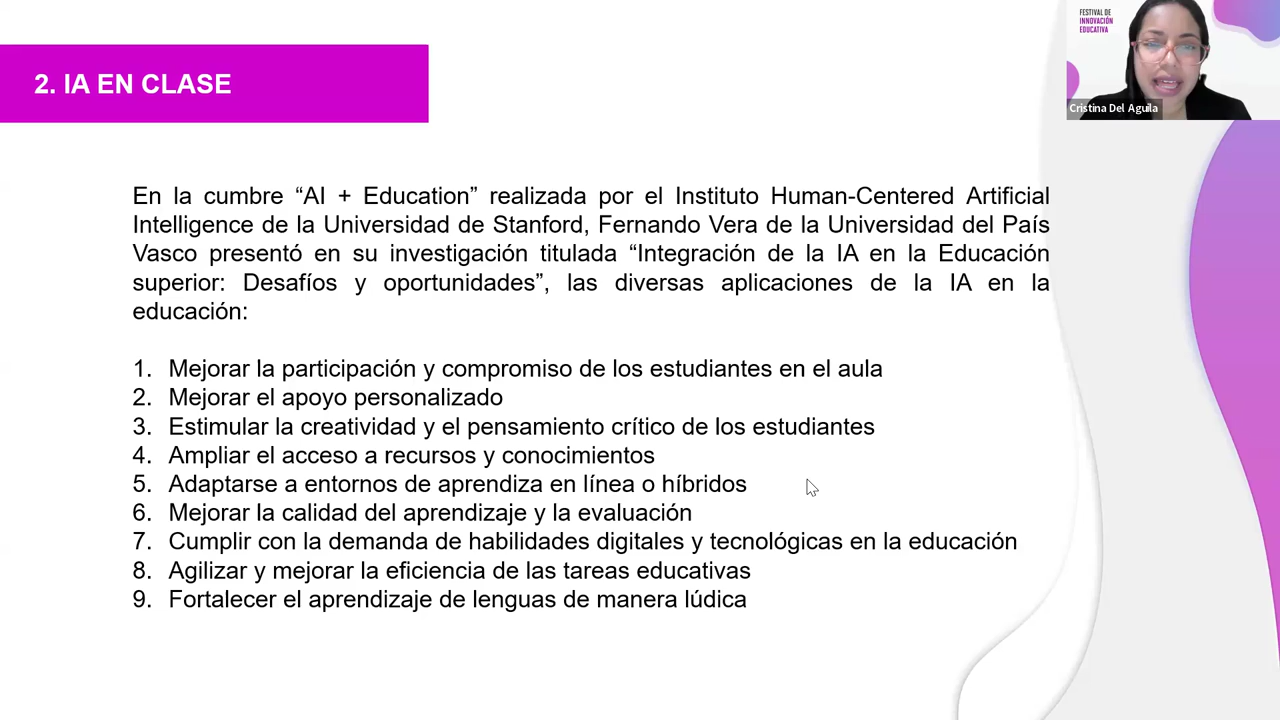 FESTIVAL DE
INNOVACIÓN
EDUCATIVA
Cristina Del Aguila
2. IA EN CLASE
En la cumbre “AI + Education” realizada por el Instituto Human-Centered Artificial
Intelligence de la Universidad de Stanford, Fernando Vera de la Universidad del País
Vasco presentó en su investigación titulada “Integración de la IA en la Educación
superior: Desafíos y oportunidades”, las diversas aplicaciones de la IA en la
educación:
1. Mejorar la participación y compromiso de los estudiantes en el aula
2. Mejorar el apoyo personalizado
3. Estimular la creatividad y el pensamiento crítico de los estudiantes
4. Ampliar el acceso a recursos y conocimientos
5. Adaptarse a entornos de aprendiza en línea o híbridos
6. Mejorar la calidad del aprendizaje y la evaluación
7. Cumplir con la demanda de habilidades digitales y tecnológicas en la educación
8. Agilizar y mejorar la eficiencia de las tareas educativas
9. Fortalecer el aprendizaje de lenguas de manera lúdica